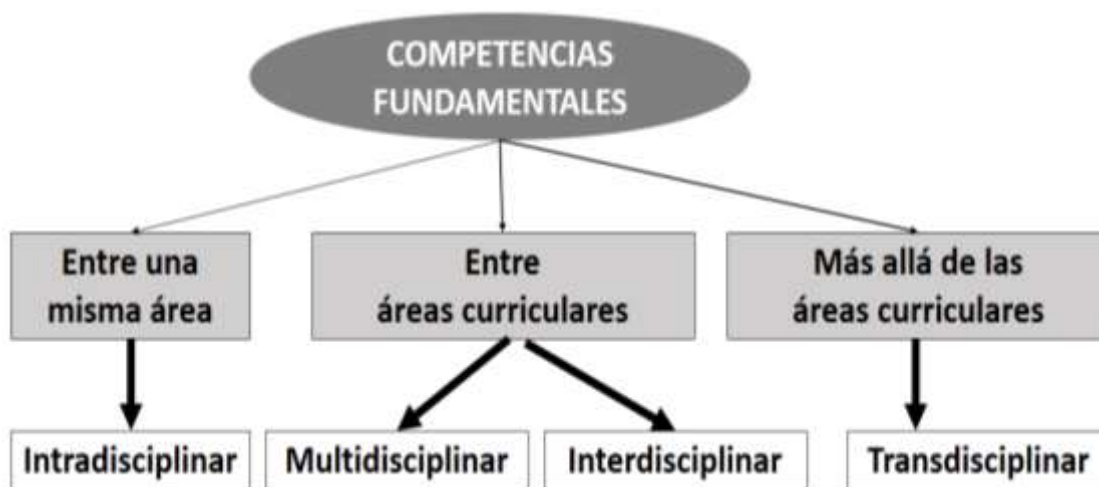 COMPETENCIAS
FUNDAMENTALES
Entre una
misma área
Entre
áreas curriculares
Más allá de las
áreas curriculares
Intradisciplinar
Multidisciplinar
Interdisciplinar
Transdisciplinar